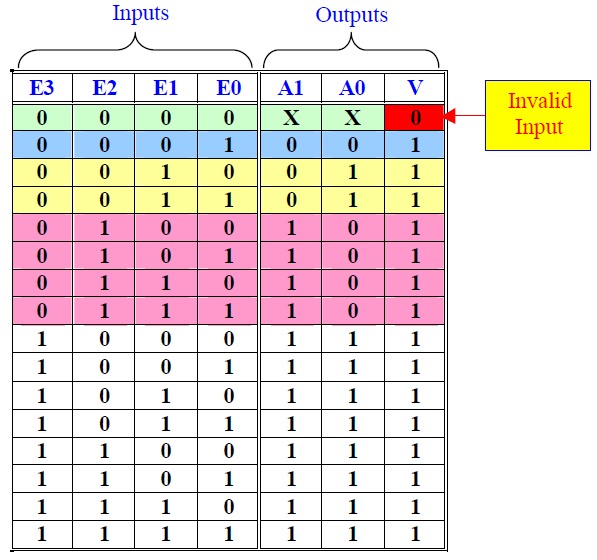 Inputs Outputs
E3 E2 E1 E0 A1 A0 V
0 0 0 0 X X 0
Invalid
Input
0 0 0 1 0 0 1
0 0 1 0 0 1 1
0 0 1 1 0 1 1
0 1 0 0 1 0 1
0 1 0 1 1 0 1
0 1 1 0 1 0 1
0 1 1 1 1 0 1
1 0 0 0 1 1 1
1 0 0 1 1 1 1
1 0 1 0 1 1 1
1 0 1 1 1 1 1
1 1 0 0 1 1 1
1 1 0 1 1 1 1
1 1 1 0 1 1 1
1 1 1 1 1 1 1